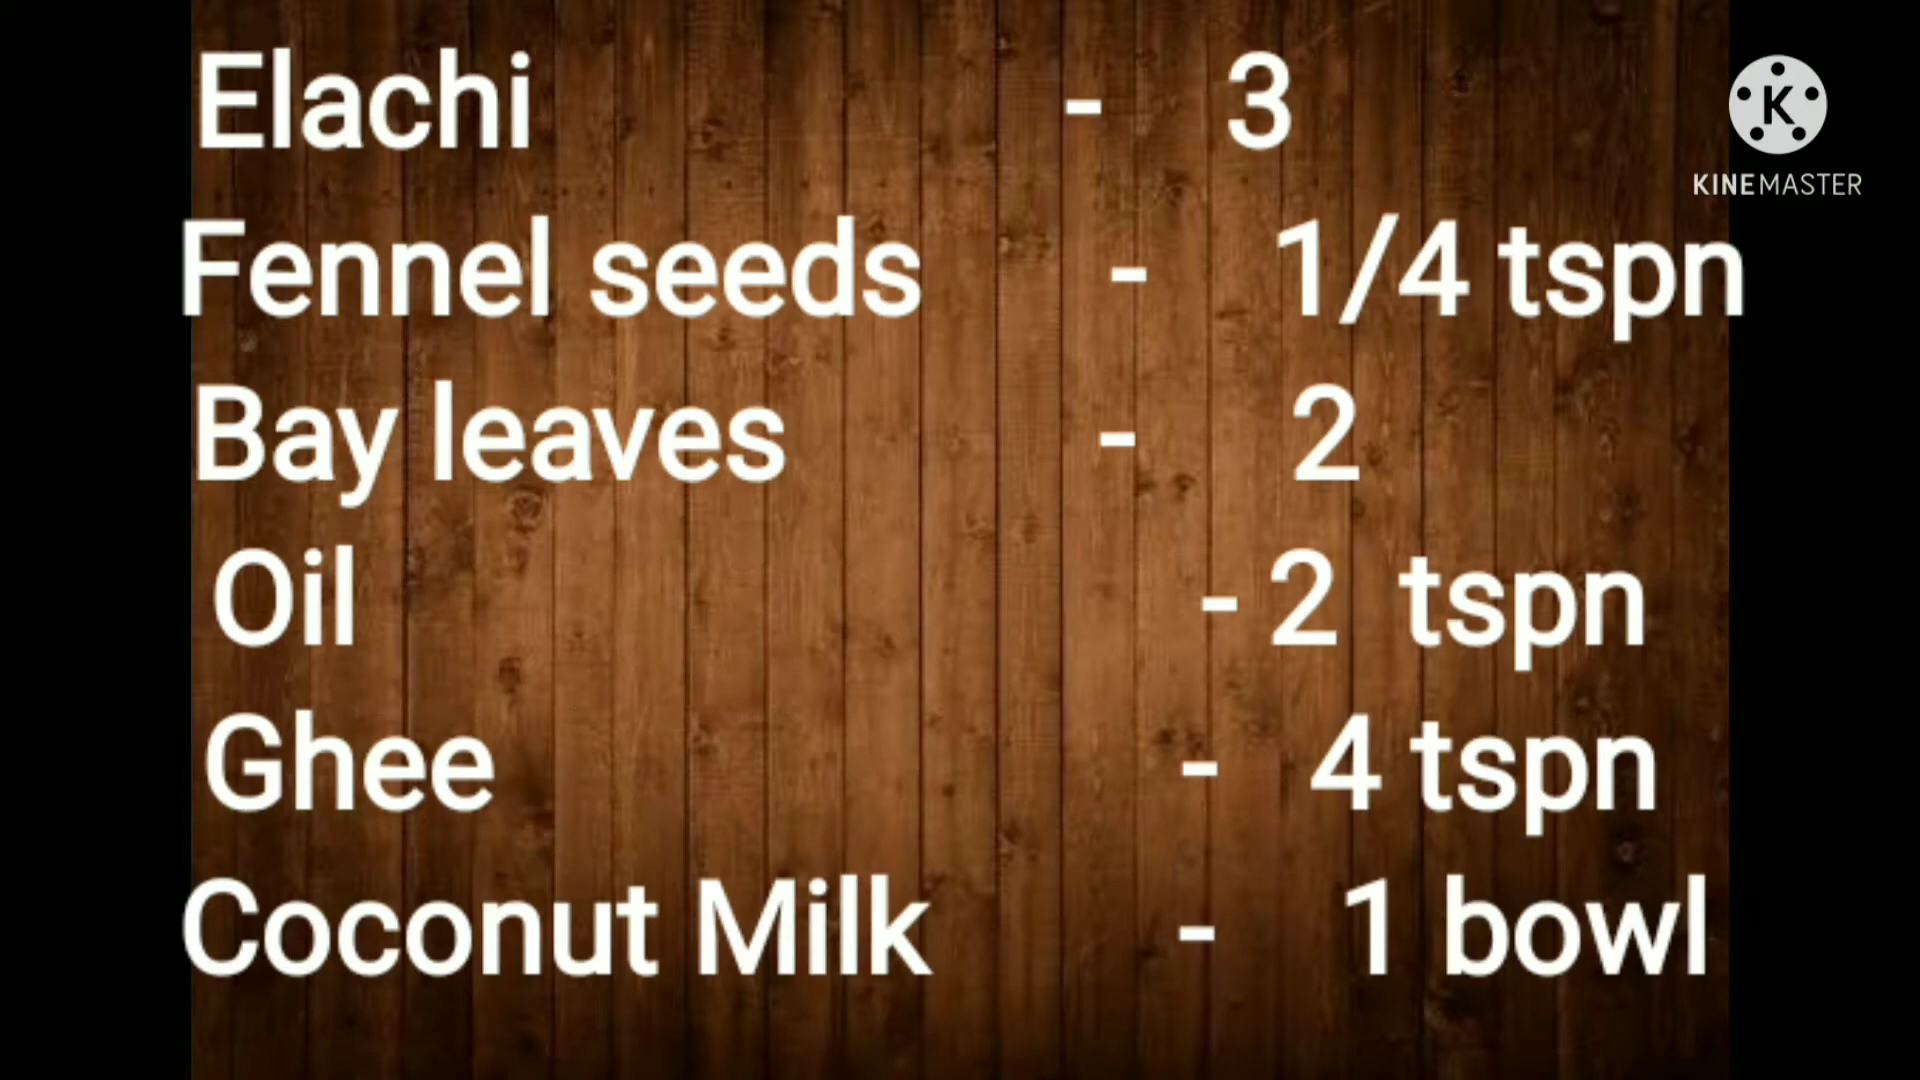 Elachi - 3
Fennel seeds - 1/4 tspn
Bay leaves - 2
Oil - 2 tspn
Ghee - 4 tspn
Coconut Milk - 1 bowl
K
KINEMASTER